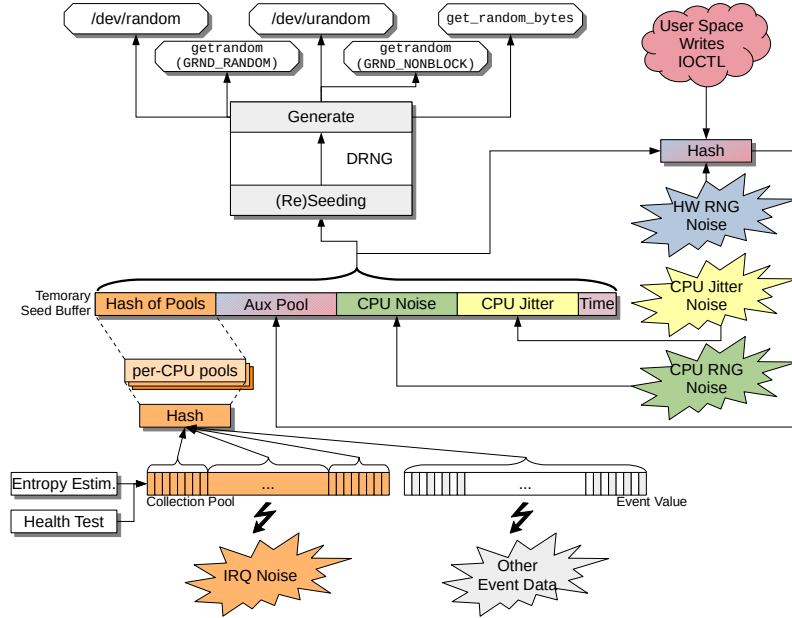 /dev/random
/dev/urandom
get_random_bytes
getrandom
(GRND_RANDOM)
getrandom
(GRND_NONBLOCK)
User Space
Writes
IOCTL
Generate
DRNG
(Re)Seeding
Hash
HW RNG
Noise
Temorary
Seed Buffer
Hash of Pools
Aux Pool
CPU Noise
CPU Jitter
Time
CPU Jitter
Noise
per-CPU pools
CPU RNG
Noise
Hash
Entropy Estim.
...
...
Collection Pool
Event Value
Health Test
IRQ Noise
Other
Event Data